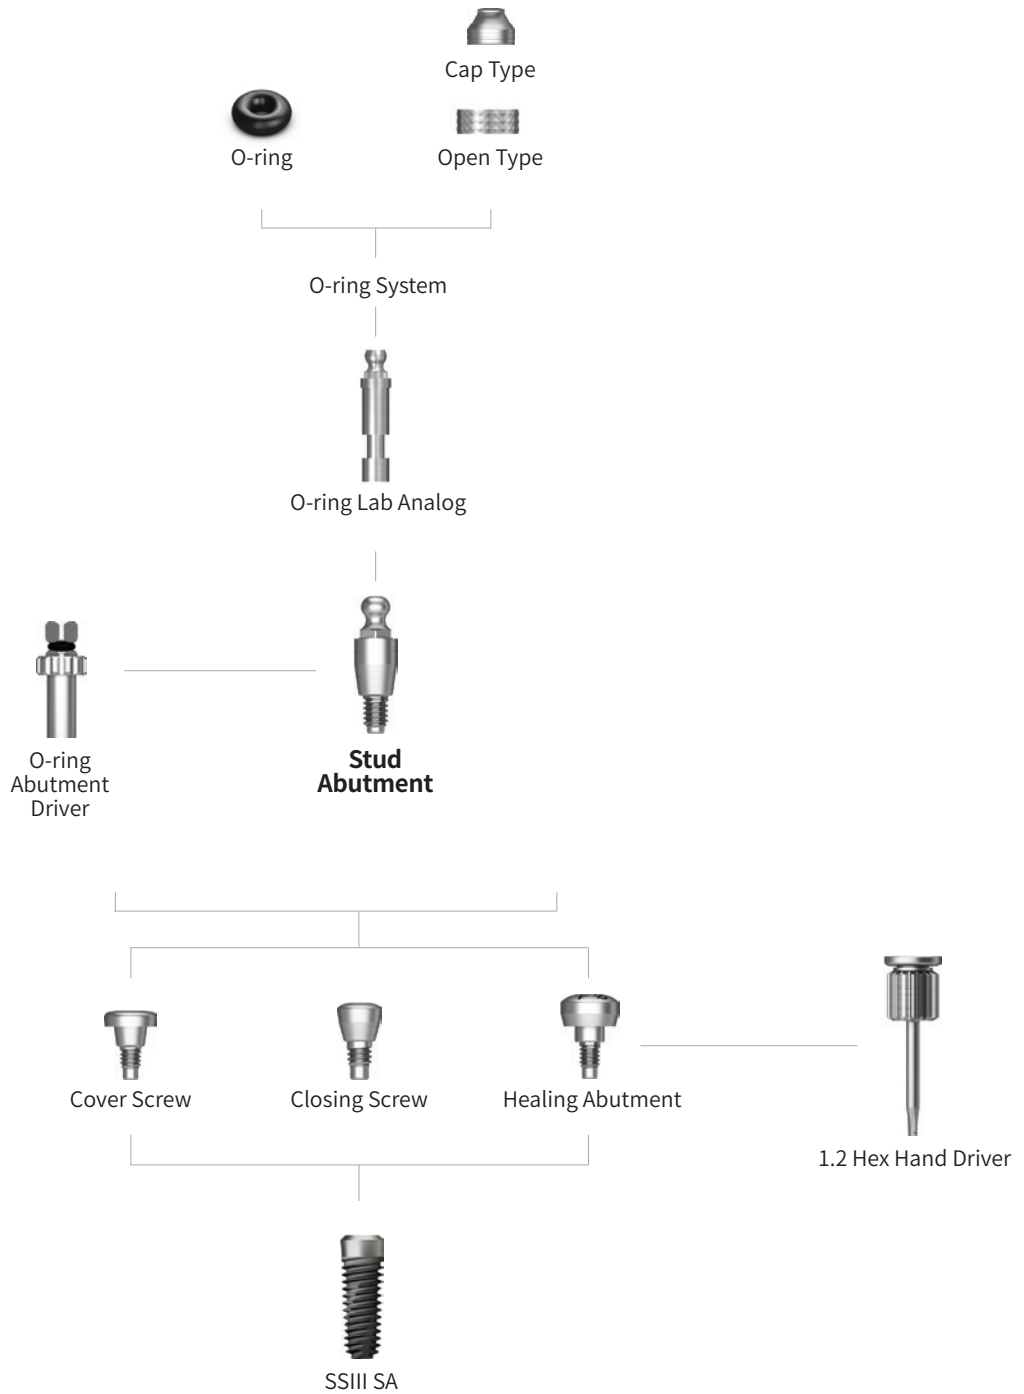 Cap Type
O-ring
Open Type
O-ring System
O-ring Lab Analog
O-ring
Abutment
Driver
Stud
Abutment
Cover Screw
Closing Screw
Healing Abutment
1.2 Hex Hand Driver
SSIII SA